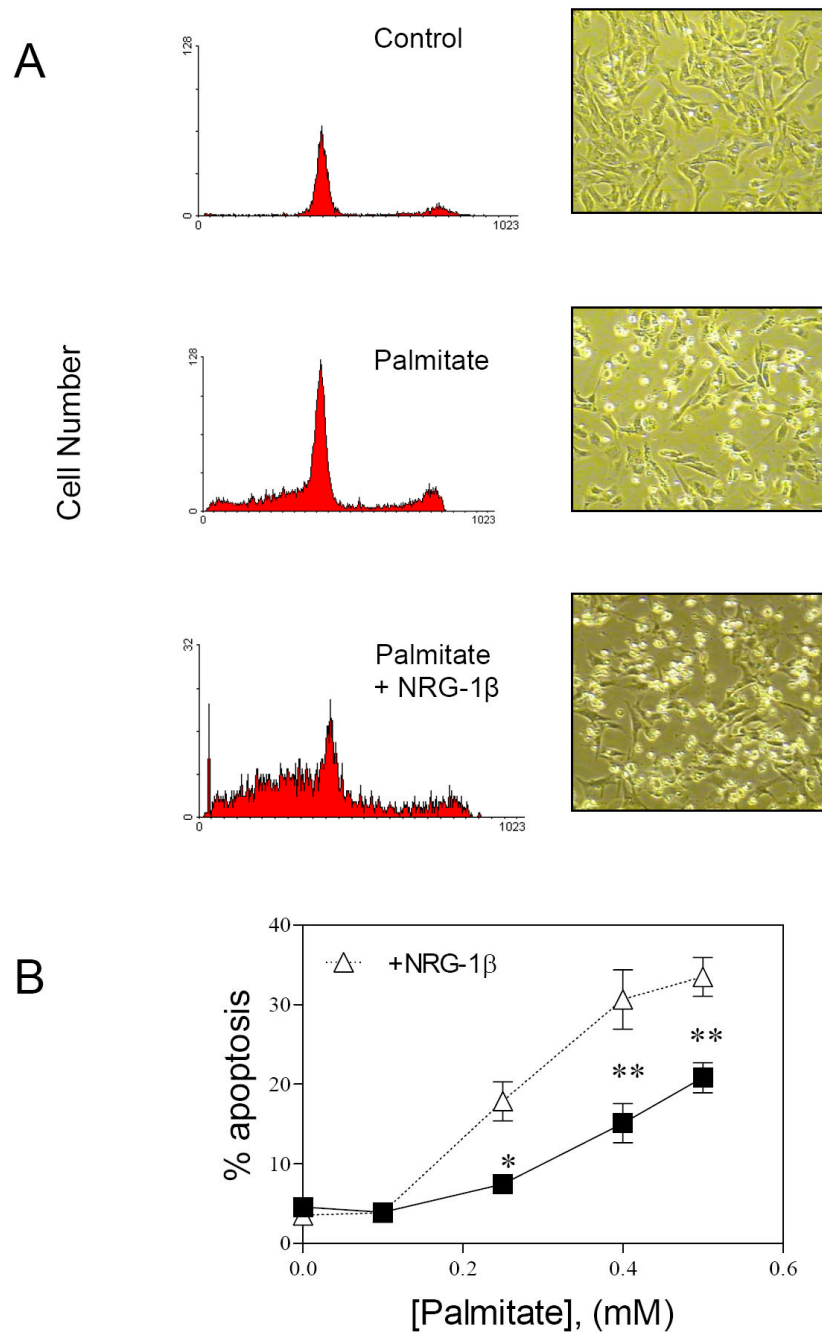 A
Control
128
0
0
1023
Cell Number
Palmitate
128
0
0
1023
Palmitate
+ NRG-1β
32
0
0
1023
B
+NRG-1β
% apoptosis
40
30
20
10
0
*
**
**
0.0
0.2
0.4
0.6
[Palmitate], (mM)